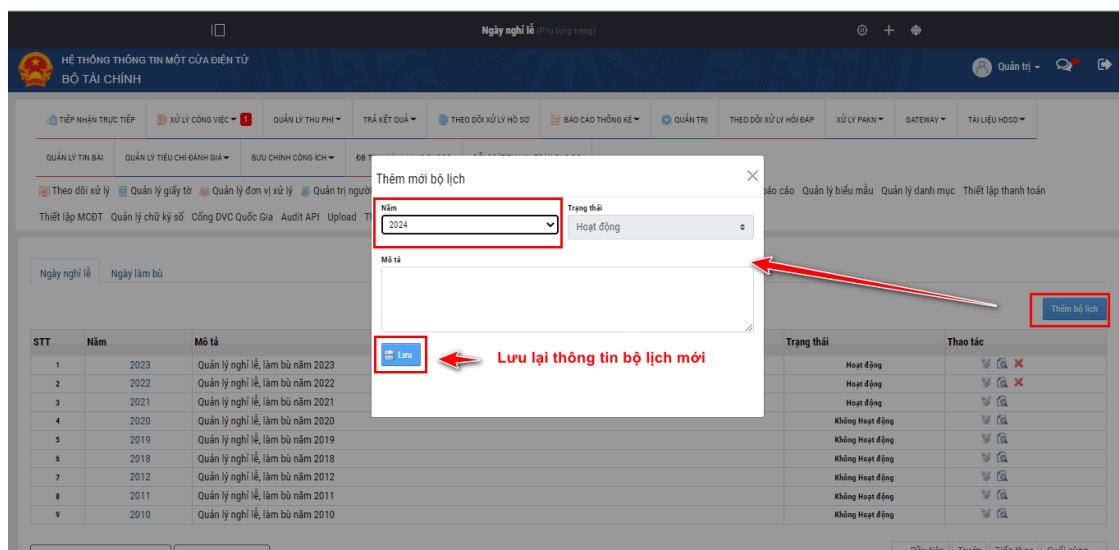 Ngày nghỉ lễ (Phụ tùng trang)
HỆ THỐNG THÔNG TIN MỘT CỬA ĐIỆN TỬ
BỘ TÀI CHÍNH
Quản trị
TIẾP NHẬN TRỰC TIẾP XỬ LÝ CÔNG VIỆC 1 QUẢN LÝ THU PHÍ TRẢ KẾT QUẢ THEO DÕI XỬ LÝ HỒ SƠ BÁO CÁO THỐNG KÊ QUẢN TRỊ THEO DÕI XỬ LÝ HỎI ĐÁP XỬ LÝ PAKN GATEWAY TÀI LIỆU HDSD
QUẢN LÝ TIN BÀI QUẢN LÝ TIÊU CHÍ ĐÁNH GIÁ BƯU CHÍNH CÔNG ÍCH
Theo dõi xử lý Quản lý giấy tờ Quản lý đơn vị xử lý Quản trị báo cáo Quản lý biểu mẫu Quản lý danh mục Thiết lập thanh toán
Thiết lập MCĐT Quản lý chữ ký số Cổng DVC Quốc Gia Audit API Upload
Thêm mới bộ lịch
Năm Trạng thái
2024 Hoạt động
Mô tả
Lưu
Lưu lại thông tin bộ lịch mới
Ngày nghỉ lễ Ngày làm bù
Thêm bộ lịch
STT Năm Mô tả Trạng thái Thao tác
1 2023 Quản lý nghỉ lễ, làm bù năm 2023 Hoạt động
2 2022 Quản lý nghỉ lễ, làm bù năm 2022 Hoạt động
3 2021 Quản lý nghỉ lễ, làm bù năm 2021 Hoạt động
4 2020 Quản lý nghỉ lễ, làm bù năm 2020 Không Hoạt động
5 2019 Quản lý nghỉ lễ, làm bù năm 2019 Không Hoạt động
6 2018 Quản lý nghỉ lễ, làm bù năm 2018 Không Hoạt động
7 2012 Quản lý nghỉ lễ, làm bù năm 2012 Không Hoạt động
8 2011 Quản lý nghỉ lễ, làm bù năm 2011 Không Hoạt động
9 2010 Quản lý nghỉ lễ, làm bù năm 2010 Không Hoạt động